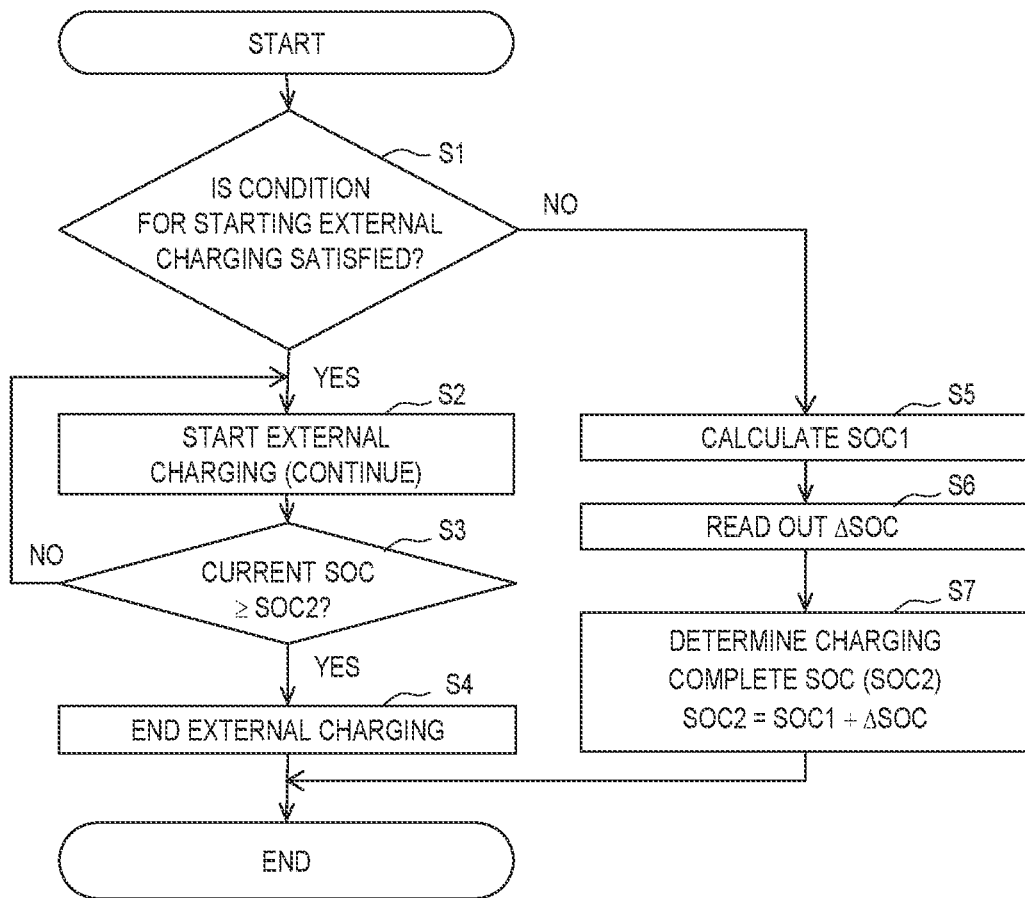 START
S1
IS CONDITION
FOR STARTING EXTERNAL
CHARGING SATISFIED?
NO
YES
S2
START EXTERNAL
CHARGING (CONTINUE)
S3
NO
CURRENT SOC
≥ SOC2?
YES
S4
END EXTERNAL CHARGING
S5
CALCULATE SOC1
S6
READ OUT ΔSOC
S7
DETERMINE CHARGING
COMPLETE SOC (SOC2)
SOC2 = SOC1 + ΔSOC
END